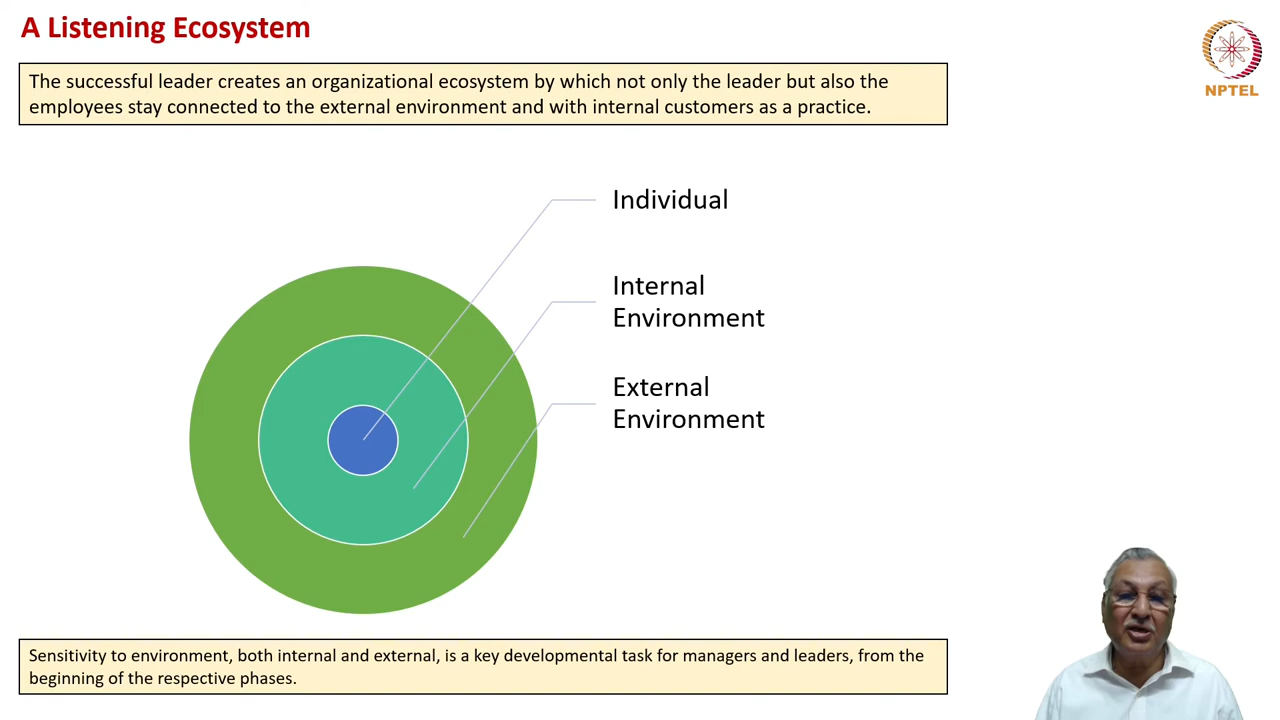 A Listening Ecosystem
NPTEL
The successful leader creates an organizational ecosystem by which not only the leader but also the
employees stay connected to the external environment and with internal customers as a practice.
Individual
Internal
Environment
External
Environment
Sensitivity to environment, both internal and external, is a key developmental task for managers and leaders, from the
beginning of the respective phases.